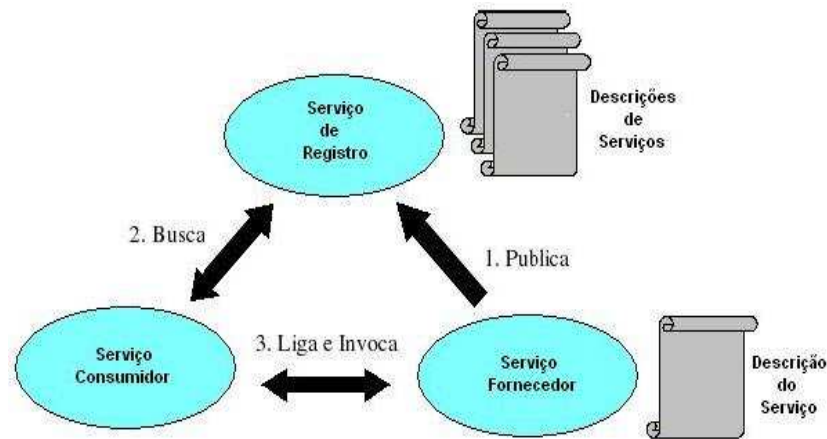 Serviço
de
Registro
Descrições
de
Serviços
2. Busca
1. Publica
3. Liga e Invoca
Serviço
Consumidor
Serviço
Fornecedor
Descrição
do
Serviço